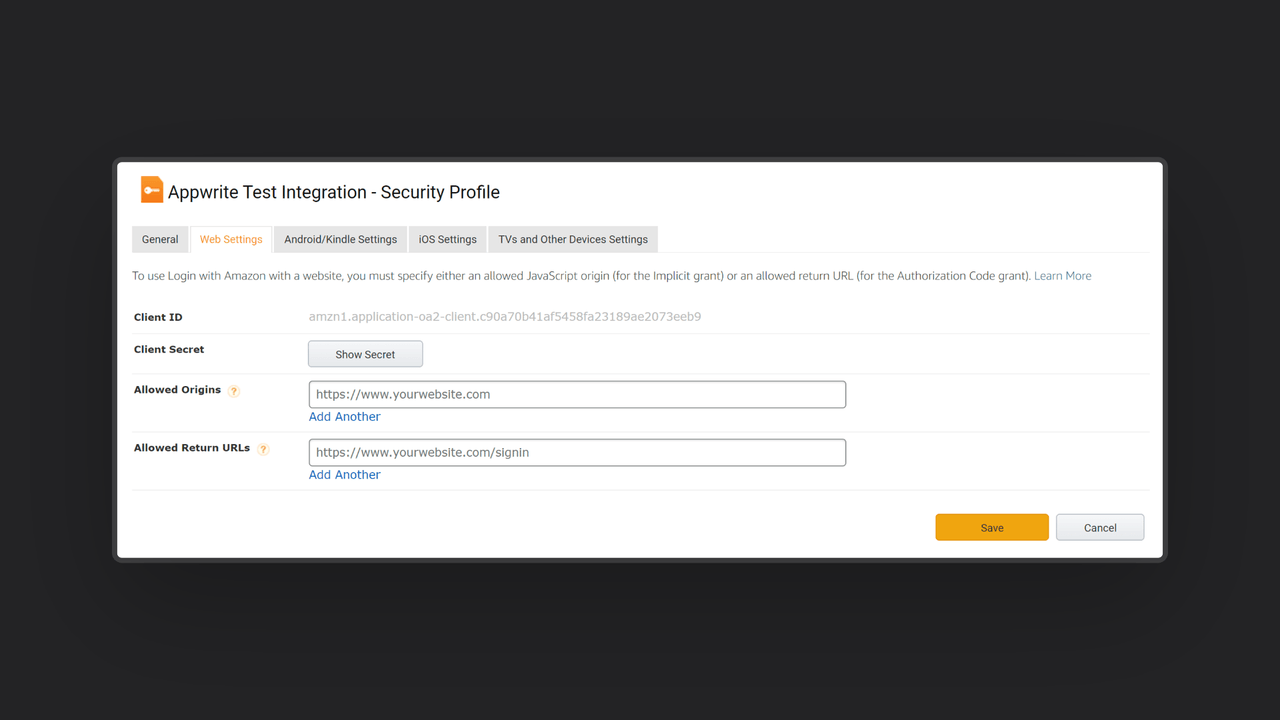 Appwrite Test Integration - Security Profile
General Web Settings Android/Kindle Settings iOS Settings TVs and Other Devices Settings
To use Login with Amazon with a website, you must specify either an allowed JavaScript origin (for the Implicit grant) or an allowed return URL (for the Authorization Code grant). Learn More
Client ID amzn1.application-oa2-client.c90a70b41af5458fa23189ae2073eeb9
Client Secret Show Secret
Allowed Origins ? https://www.yourwebsite.com
Add Another
Allowed Return URLs ? https://www.yourwebsite.com/signin
Add Another
Save Cancel